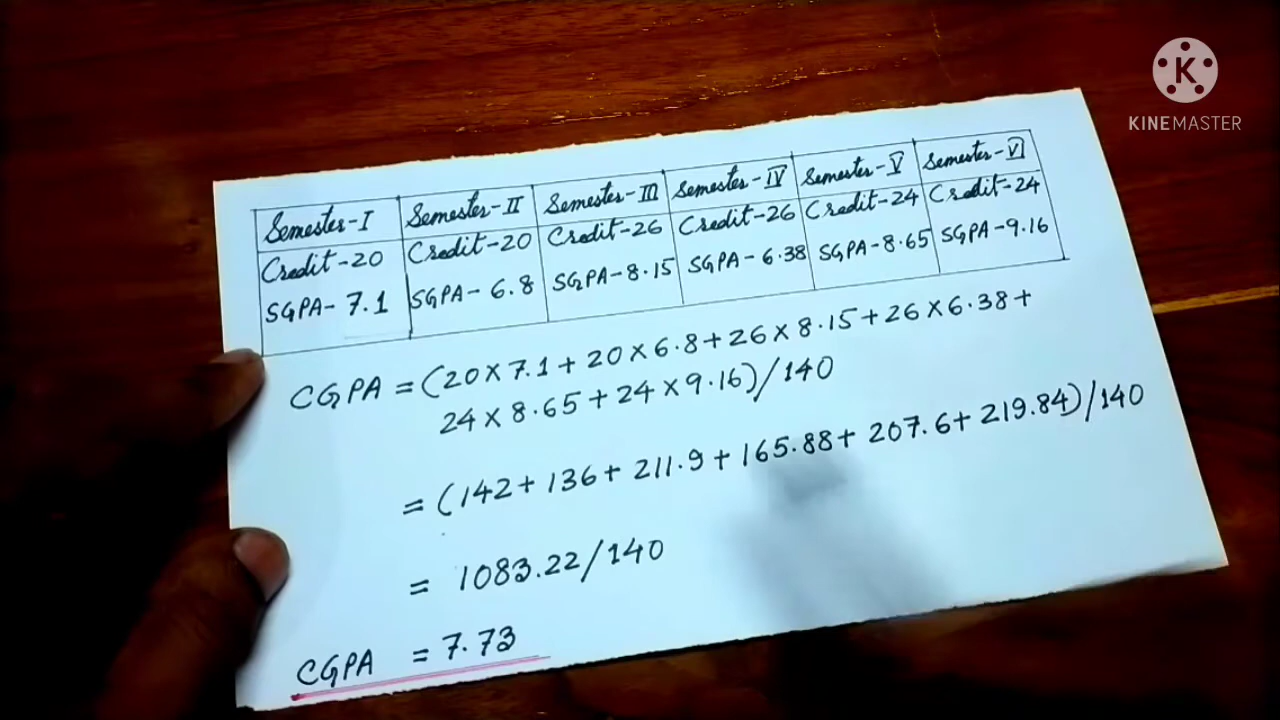 KINEMASTER
Semester-I Semester-II Semester-III Semester-IV Semester-V Semester-VI
Credit-20 Credit-20 Credit-26 Credit-26 Credit-24 Credit-24
SGPA-7.1 SGPA-6.8 SGPA-8.15 SGPA-6.38 SGPA-8.65 SGPA-9.16
CGPA = (20×7.1+20×6.8+26×8.15+26×6.38+
24×8.65+24×9.16)/140
= (142+136+211.9+165.88+207.6+219.84)/140
= 1083.22/140
CGPA = 7.73